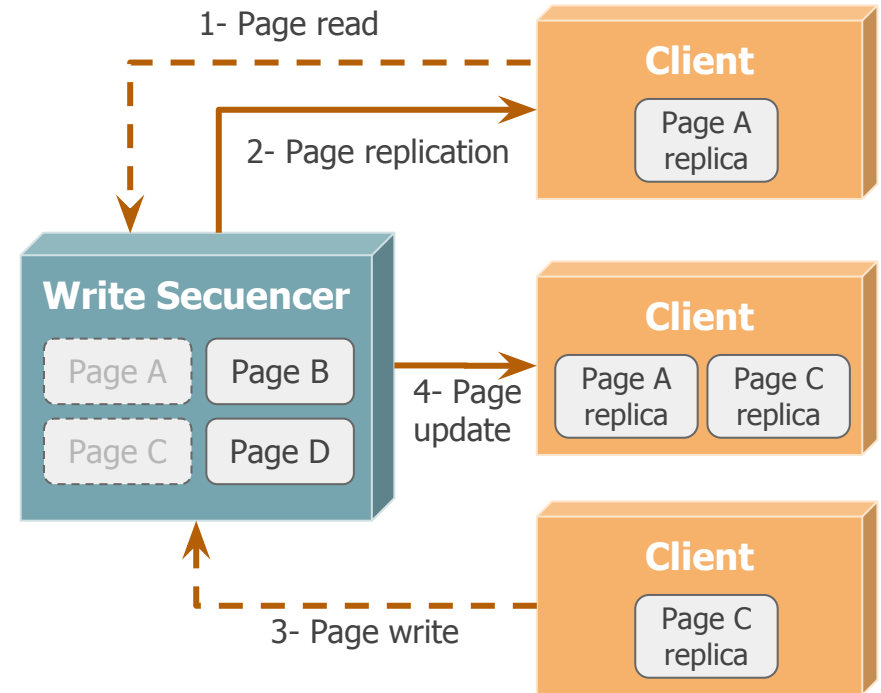 1- Page read
Client
Page A
replica
2- Page replication
Write Secuencer
Page A
Page B
Page C
Page D
Client
Page A
replica
Page C
replica
4- Page
update
Client
Page C
replica
3- Page write